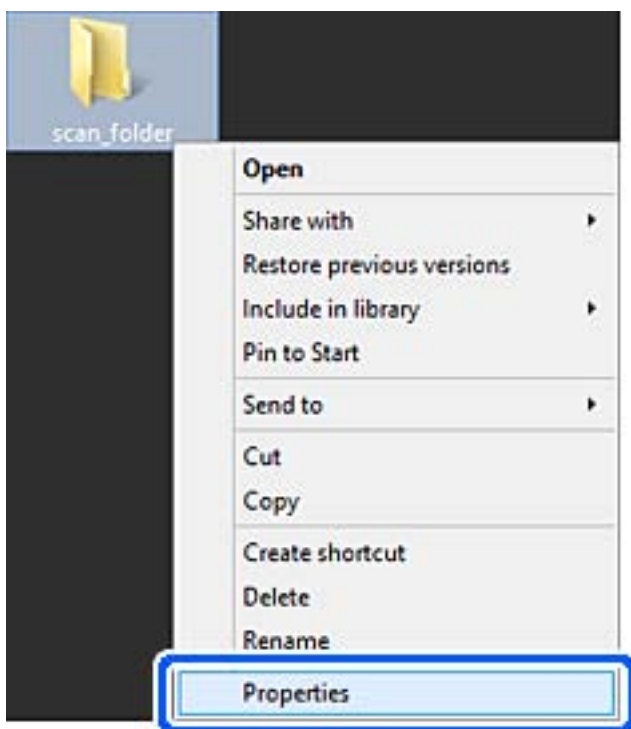 scan_folder
Open
Share with
Restore previous versions
Include in library
Pin to Start
Send to
Cut
Copy
Create shortcut
Delete
Rename
Properties